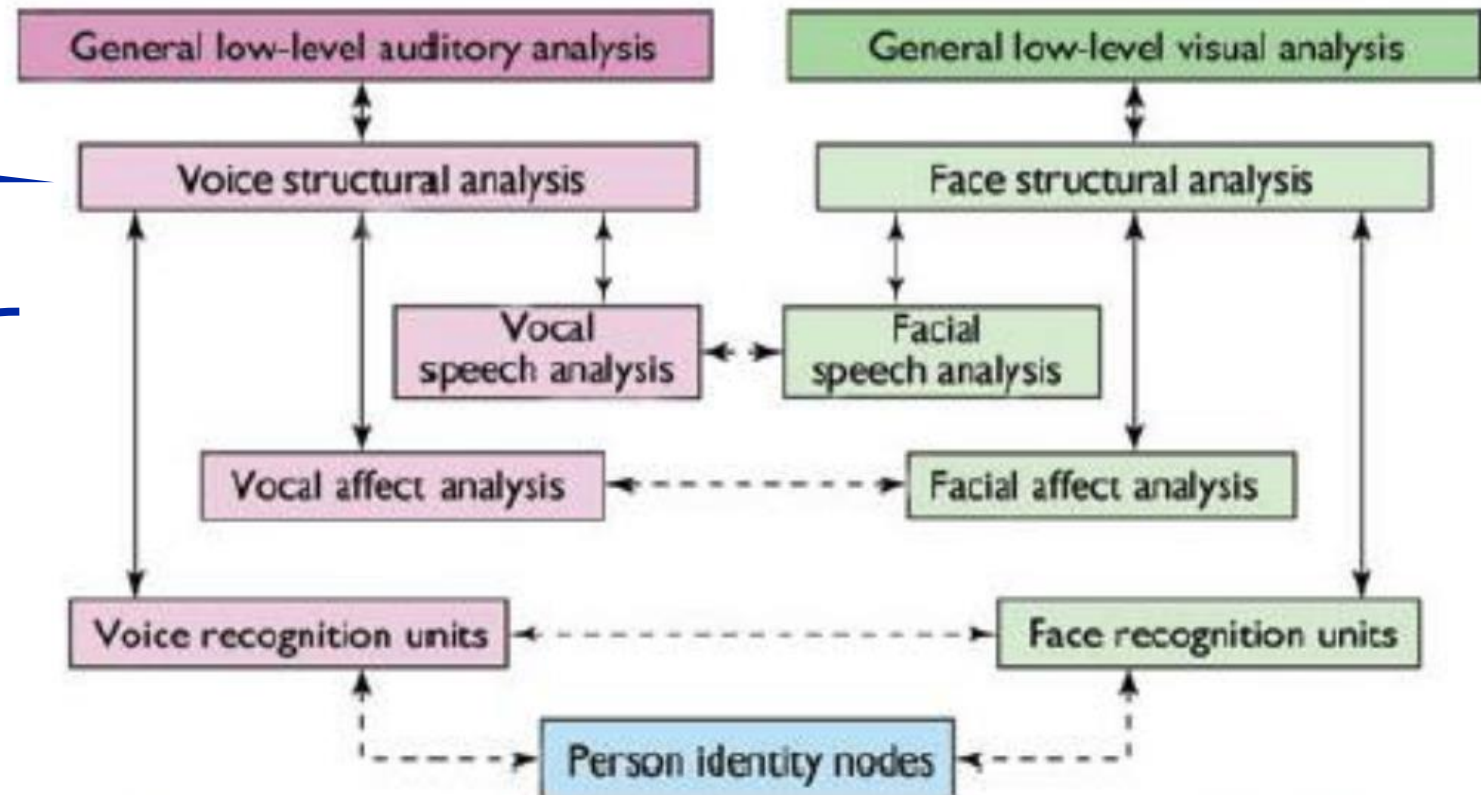 General low-level auditory analysis
General low-level visual analysis
Voice structural analysis
Face structural analysis
Vocal
speech analysis
Facial
speech analysis
Vocal affect analysis
Facial affect analysis
Voice recognition units
Face recognition units
Person identity nodes